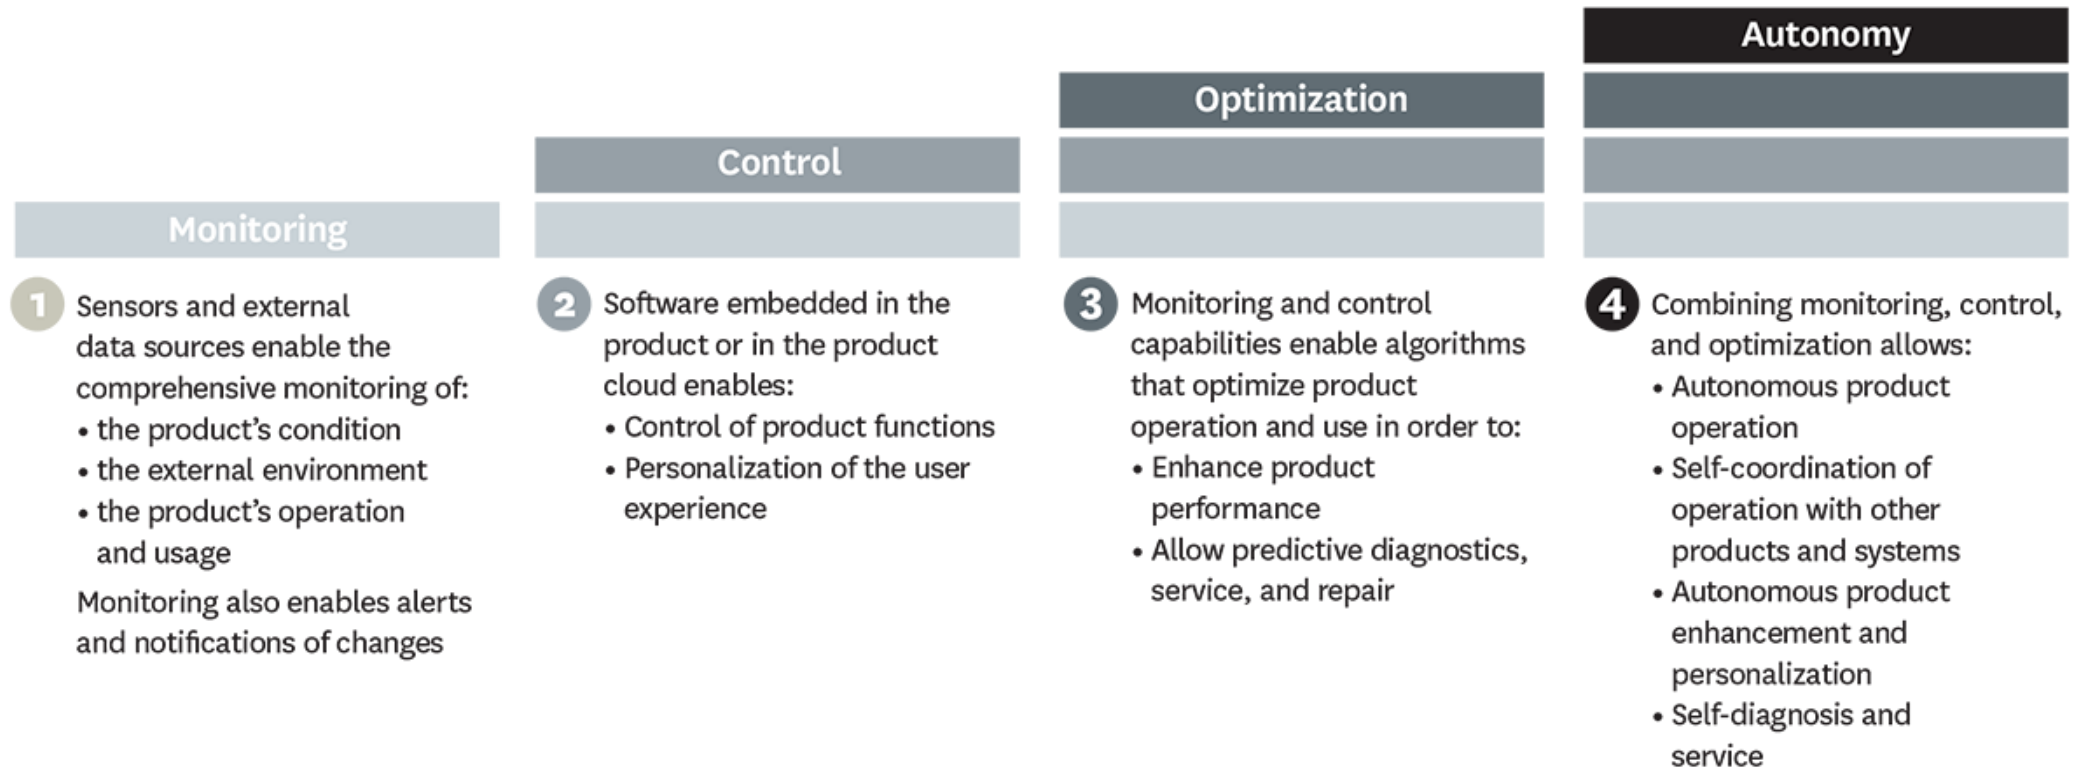 Monitoring
1
Sensors and external
data sources enable the
comprehensive monitoring of:
• the product's condition
• the external environment
• the product's operation
and usage
Monitoring also enables alerts
and notifications of changes
Control
2
Software embedded in the
product or in the product
cloud enables:
• Control of product functions
• Personalization of the user
experience
Optimization
3
Monitoring and control
capabilities enable algorithms
that optimize product
operation and use in order to:
• Enhance product
performance
• Allow predictive diagnostics,
service, and repair
Autonomy
4
Combining monitoring, control,
and optimization allows:
• Autonomous product
operation
• Self-coordination of
operation with other
products and systems
• Autonomous product
enhancement and
personalization
• Self-diagnosis and
service